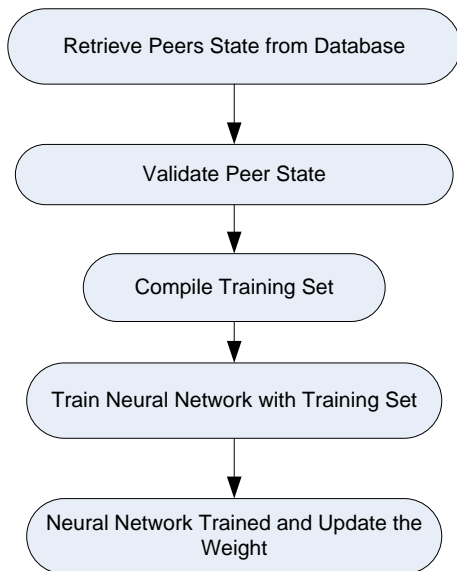 Retrieve Peers State from Database
Validate Peer State
Compile Training Set
Train Neural Network with Training Set
Neural Network Trained and Update the
Weight